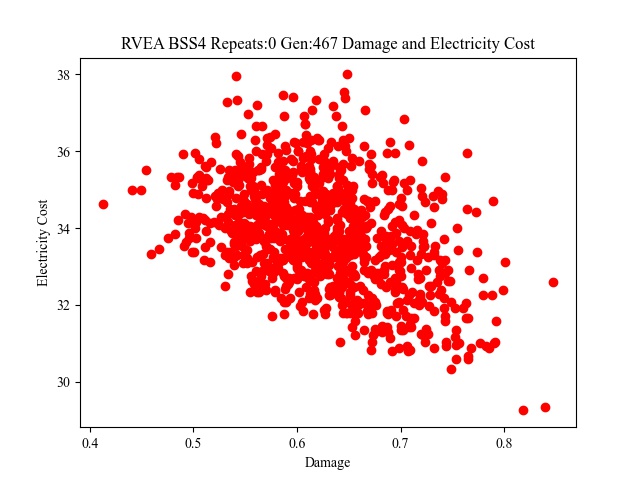 RVEA BSS4 Repeats:0 Gen:467 Damage and Electricity Cost
38
36
34
32
30
Electricity Cost
0.4 0.5 0.6 0.7 0.8
Damage